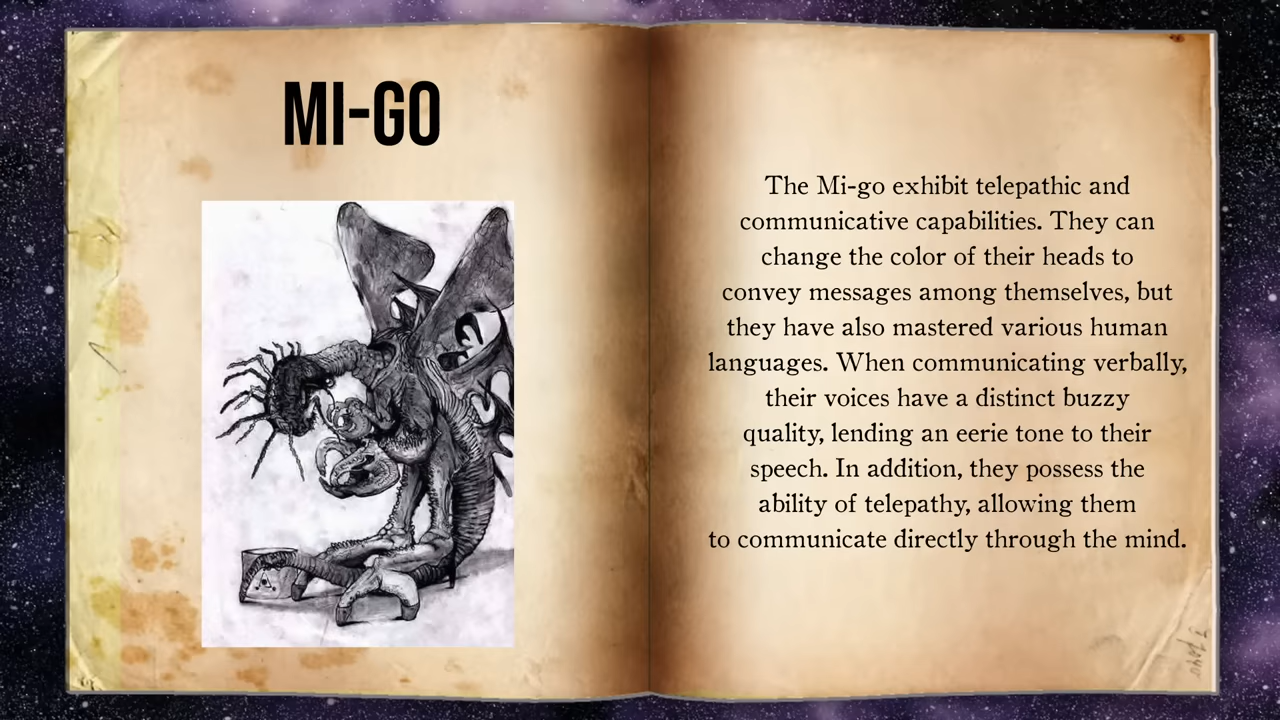 MI-GO
The Mi-go exhibit telepathic and
communicative capabilities. They can
change the color of their heads to
convey messages among themselves, but
they have also mastered various human
languages. When communicating verbally,
their voices have a distinct buzzy
quality, lending an eerie tone to their
speech. In addition, they possess the
ability of telepathy, allowing them
to communicate directly through the mind.